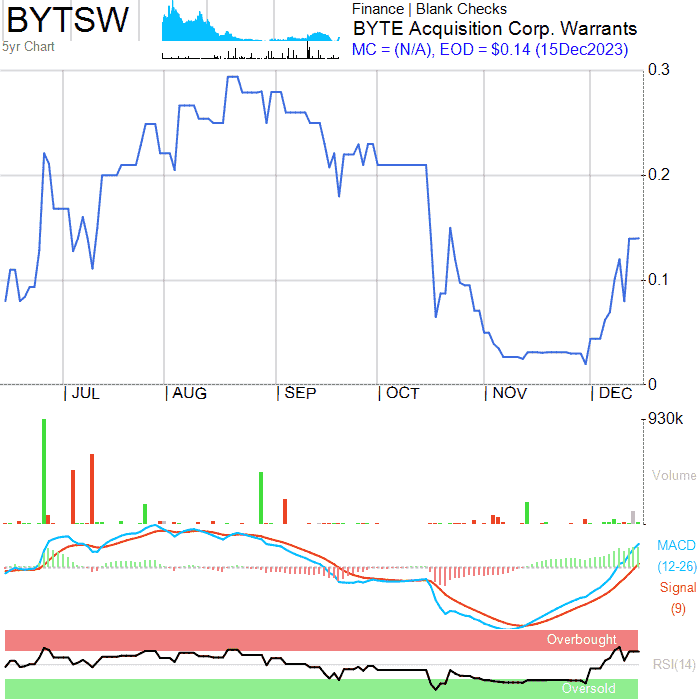 BYTSW
5yr Chart
Finance | Blank Checks
BYTE Acquisition Corp. Warrants
MC = (N/A), EOD = $0.14 (15Dec2023)
0.3
0.2
0.1
0
JUL AUG SEP OCT NOV DEC
930k
Volume
MACD
(12-26)
Signal
(9)
Overbought
RSI(14)
Oversold